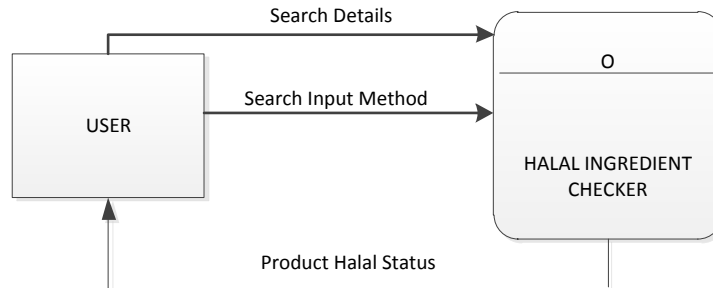 Search Details
O
Search Input Method
USER
HALAL INGREDIENT
CHECKER
Product Halal Status